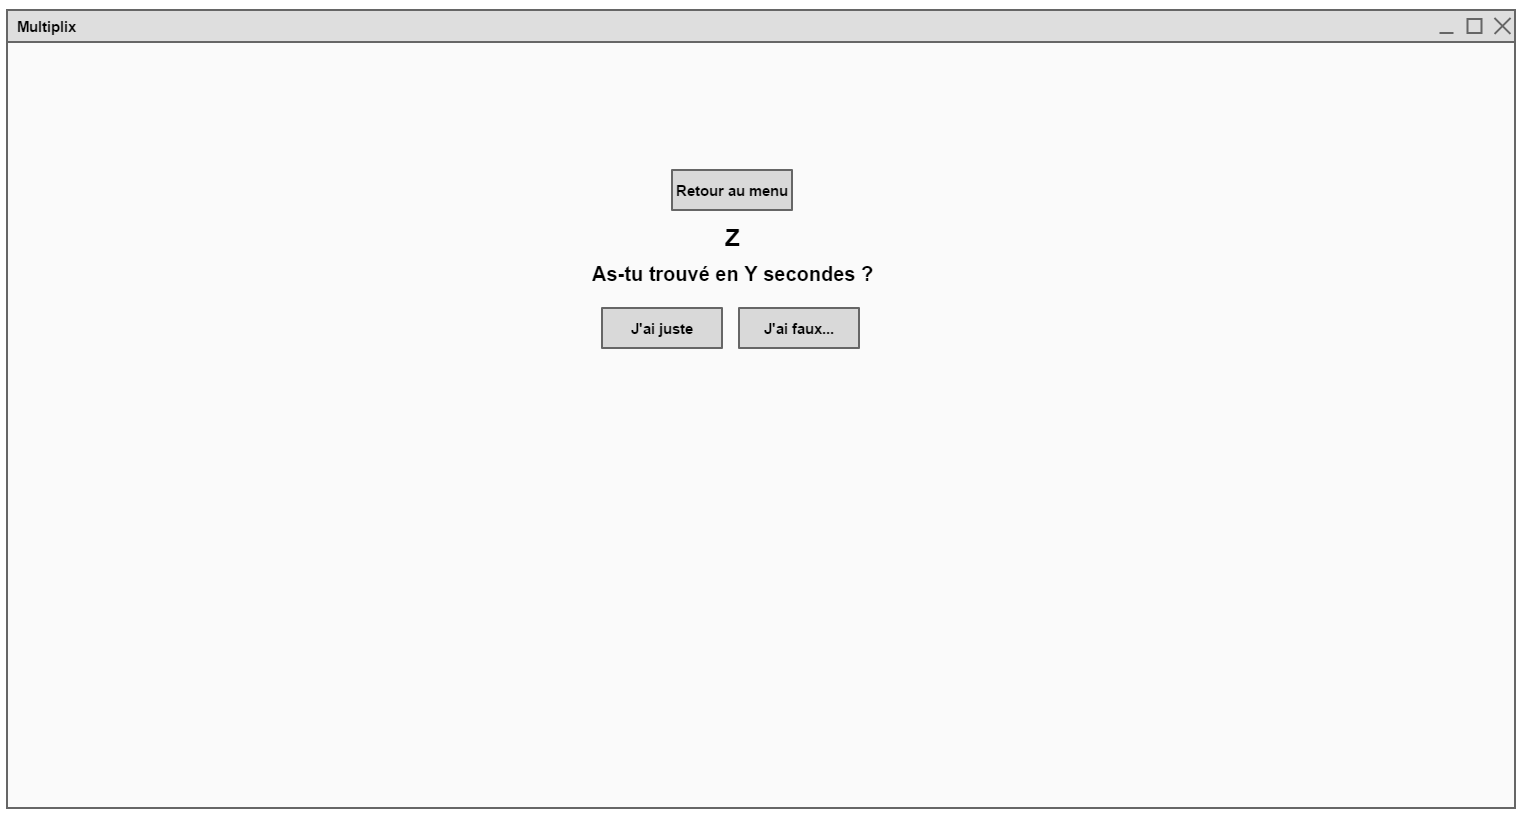 Multiplix
Retour au menu
Z
As-tu trouvé en Y secondes ?
J'ai juste
J'ai faux...